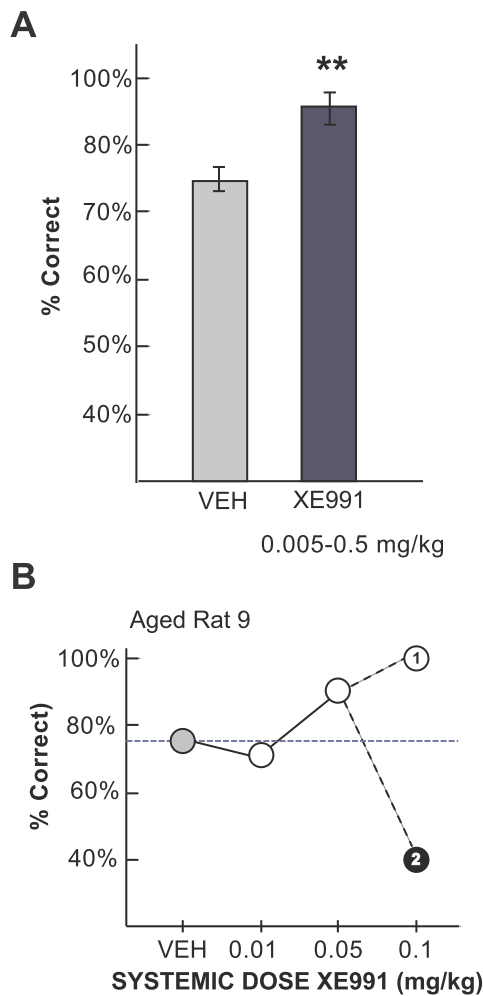 A
**
100%
80%
70%
60%
50%
40%
% Correct
VEH XE991
0.005-0.5 mg/kg
B
Aged Rat 9
100%
80%
60%
40%
% Correct)
1
2
VEH 0.01 0.05 0.1
SYSTEMIC DOSE XE991 (mg/kg)